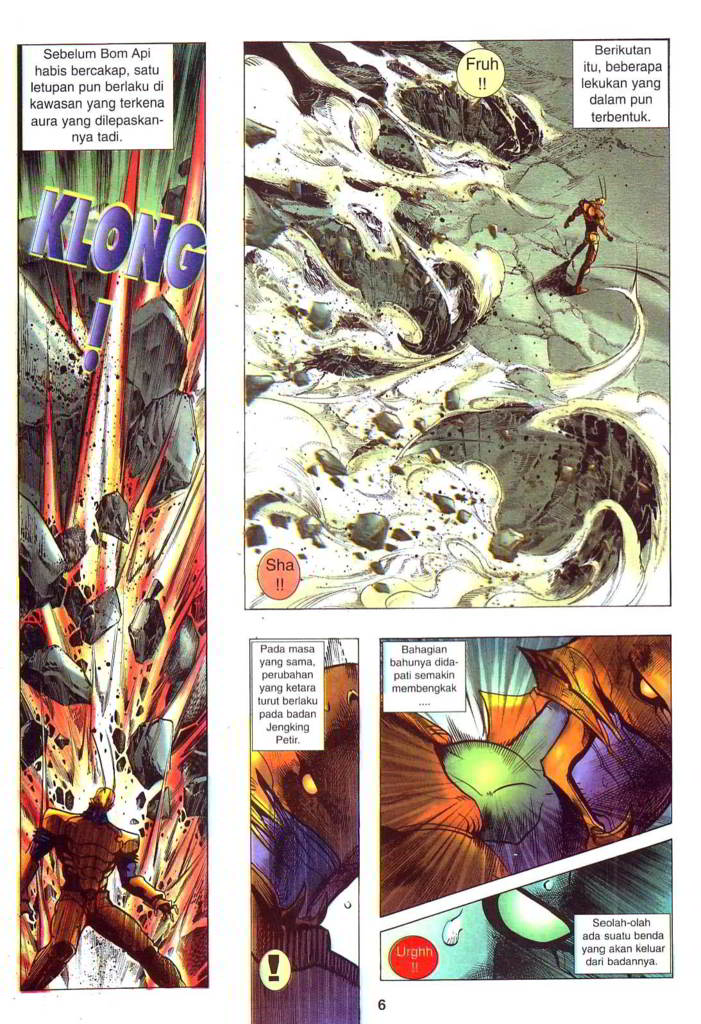 Sebelum Bom Api
habis bercakap, satu
letupan pun berlaku di
kawasan yang terkena
aura yang dilepaskan-
nya tadi.
KLONG
!
Fruh
!!
Berikutan
itu, beberapa
lekukan yang
dalam pun
terbentuk.
Sha
!!
Pada masa
yang sama,
perubahan
yang ketara
turut berlaku
pada badan
Jengking
Petir.
!
Bahagian
bahunya dida-
pati semakin
membengkak
....
Urghh
!!
Seolah-olah
ada suatu benda
yang akan keluar
dari badannya.
6